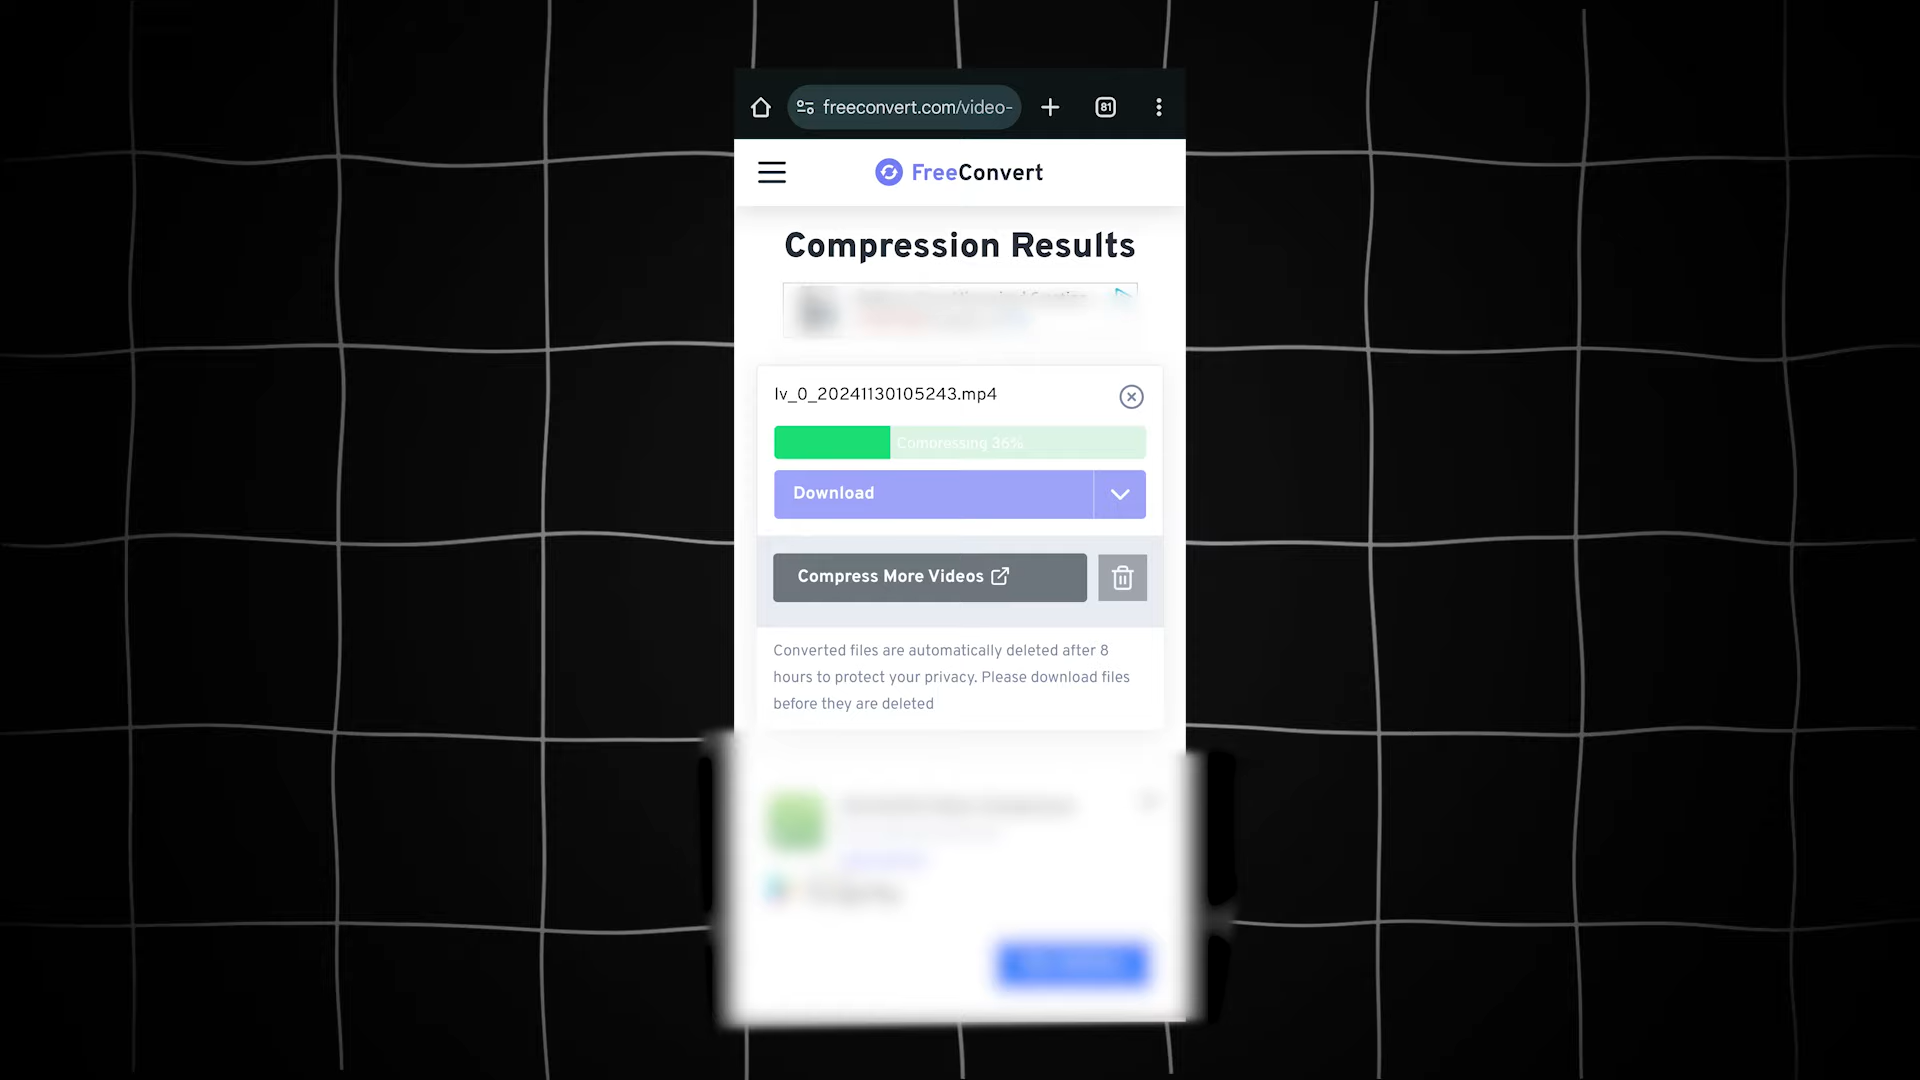 freeconvert.com/video-
81
FreeConvert
Compression Results
lv_0_20241130105243.mp4
Compressing 36%
Download
Compress More Videos
Converted files are automatically deleted after 8
hours to protect your privacy. Please download files
before they are deleted